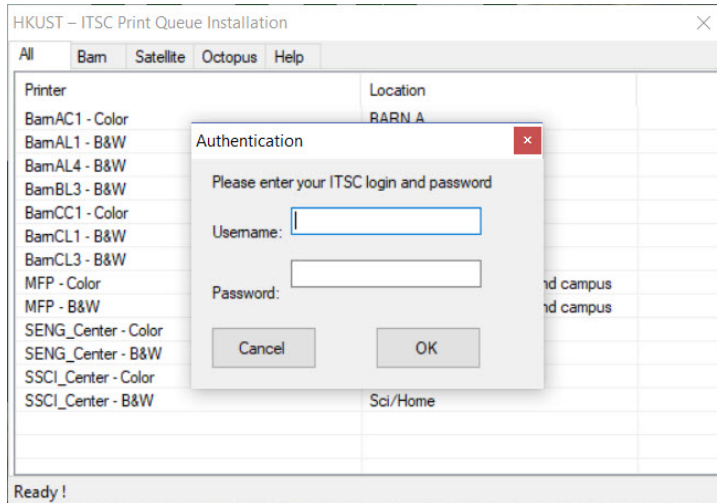 HKUST – ITSC Print Queue Installation
All Barn Satellite Octopus Help
Printer Location
BarnAC1 - Color BARN A
BarnAL1 - B&W
BarnAL4 - B&W
BarnBL3 - B&W
BarnCC1 - Color
BarnCL1 - B&W
BarnCL3 - B&W
MFP - Color nd campus
MFP - B&W nd campus
SENG_Center - Color
SENG_Center - B&W
SSCI_Center - Color
SSCI_Center - B&W Sci/Home
Authentication
Please enter your ITSC login and password
Username:
Password:
Cancel OK
Ready !